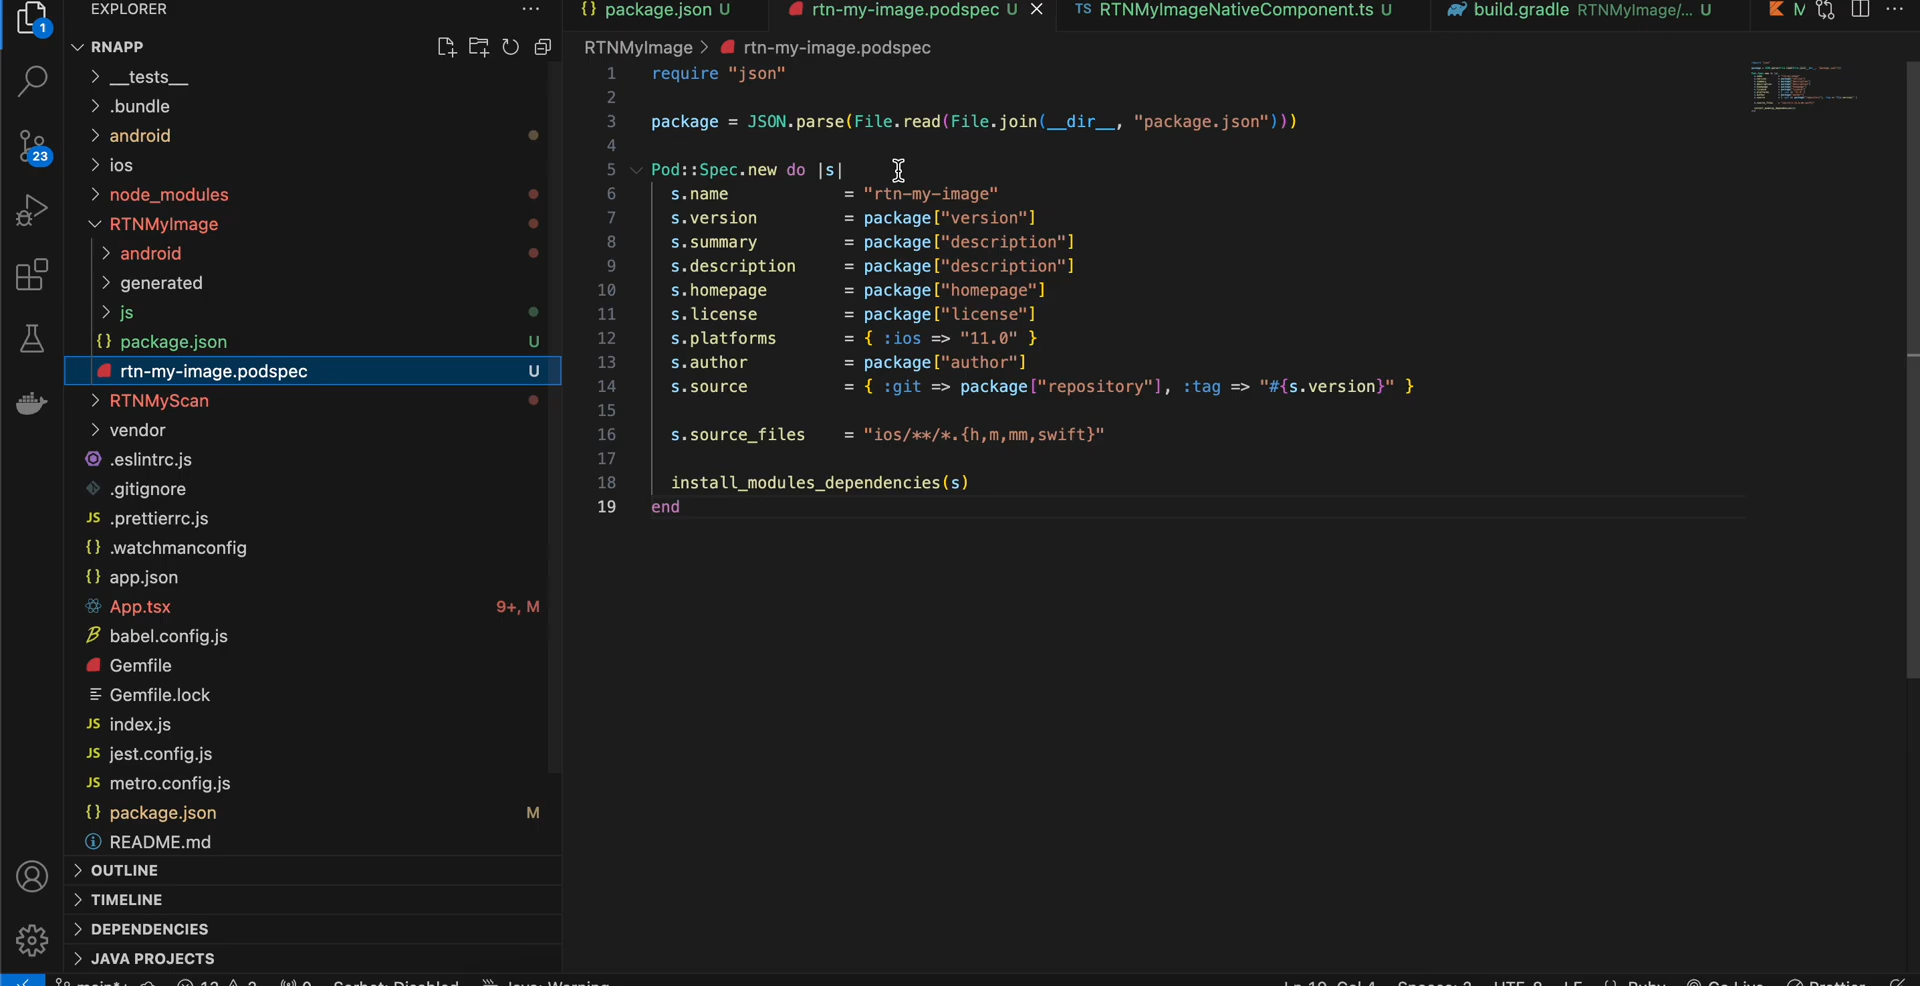 EXPLORER
1
RNAPP
__tests__
.bundle
android
ios
23
node_modules
RTNMyImage
android
generated
js
package.json U
rtn-my-image.podspec U
RTNMyScan
vendor
.eslintrc.js
.gitignore
.prettierrc.js
.watchmanconfig
app.json
App.tsx 9+, M
babel.config.js
Gemfile
Gemfile.lock
index.js
jest.config.js
metro.config.js
package.json M
README.md
OUTLINE
TIMELINE
DEPENDENCIES
JAVA PROJECTS
package.json U
rtn-my-image.podspec U
TS RTNMyImageNativeComponent.ts U
build.gradle RTNMyImage/... U
RTNMyImage > rtn-my-image.podspec
1 require "json"
2
3 package = JSON.parse(File.read(File.join(__dir__, "package.json")))
4
5 Pod::Spec.new do |s|
6 s.name = "rtn-my-image"
7 s.version = package["version"]
8 s.summary = package["description"]
9 s.description = package["description"]
10 s.homepage = package["homepage"]
11 s.license = package["license"]
12 s.platforms = { :ios => "11.0" }
13 s.author = package["author"]
14 s.source = { :git => package["repository"], :tag => "#{s.version}" }
15
16 s.source_files = "ios/**/*.{h,m,mm,swift}"
17
18 install_modules_dependencies(s)
19 end